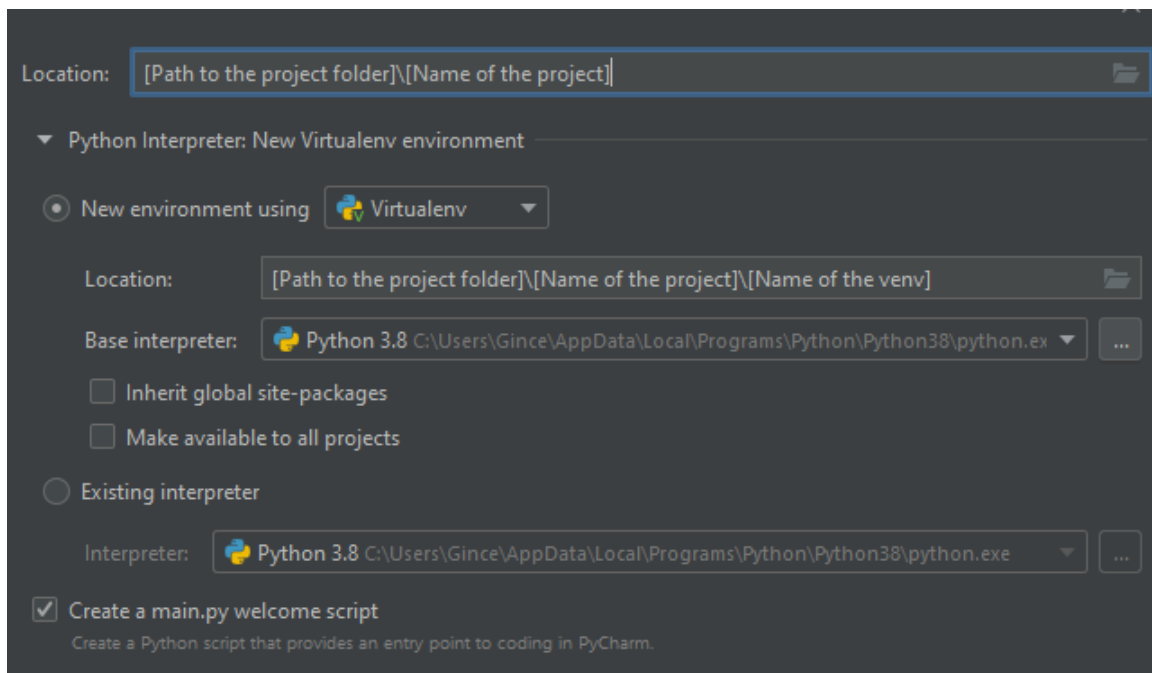 Location: [Path to the project folder]\[Name of the project]
Python Interpreter: New Virtualenv environment
New environment using Virtualenv
Location: [Path to the project folder]\[Name of the project]\[Name of the venv]
Base interpreter: Python 3.8 C:\Users\Gince\AppData\Local\Programs\Python\Python38\python.ex ...
Inherit global site-packages
Make available to all projects
Existing interpreter
Interpreter: Python 3.8 C:\Users\Gince\AppData\Local\Programs\Python\Python38\python.exe ...
Create a main.py welcome script
Create a Python script that provides an entry point to coding in PyCharm.